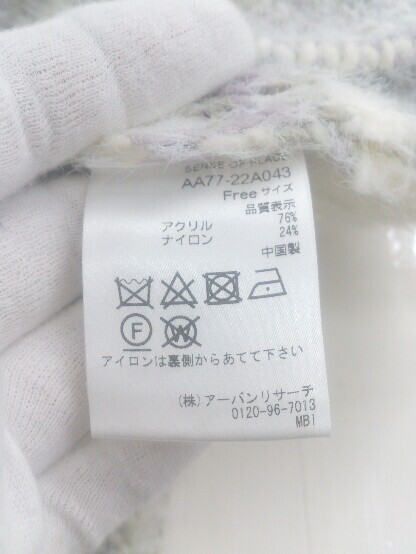 SENSE OF PLACE
AA77-22A043
Free サイズ
品質表示
アクリル 76%
ナイロン 24%
中国製
F W
アイロンは裏側からあてて下さい
(株)アーバンリサーチ
0120-96-7013
MBI